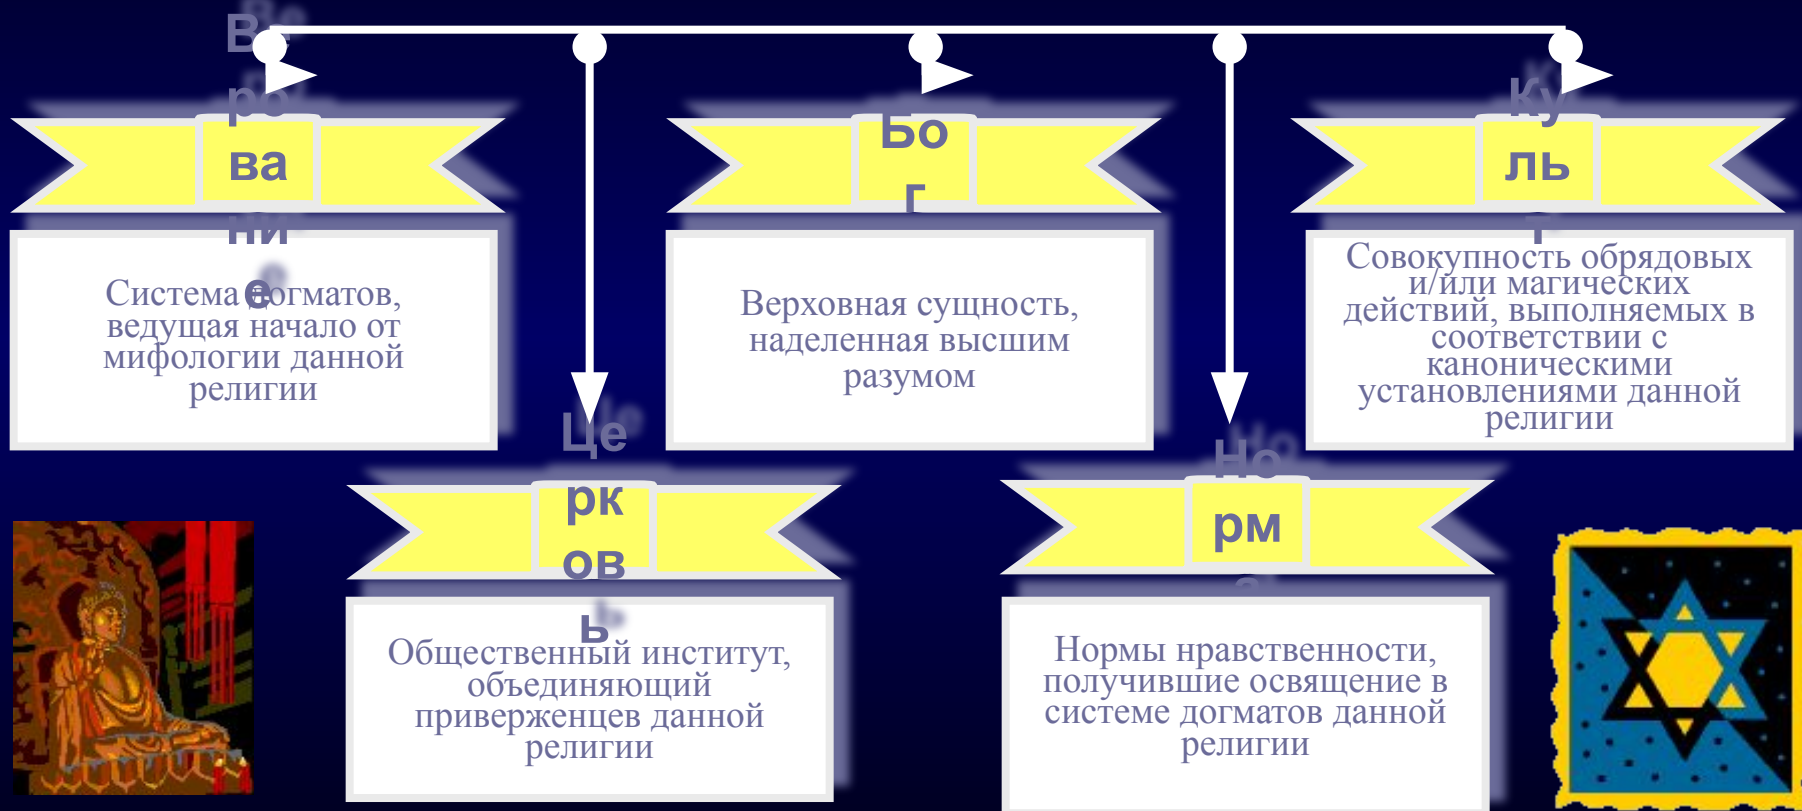 Ве
ро
ва
ни
е
Система догматов,
ведущая начало от
мифологии данной
религии
Бо
г
Верховная сущность,
наделенная высшим
разумом
Ку
ль
т
Совокупность обрядовых
и/или магических
действий, выполняемых в
соответствии с
каноническими
установлениями данной
религии
Це
рк
ов
ь
Общественный институт,
объединяющий
приверженцев данной
религии
Но
рм
а
Нормы нравственности,
получившие освящение в
системе догматов данной
религии